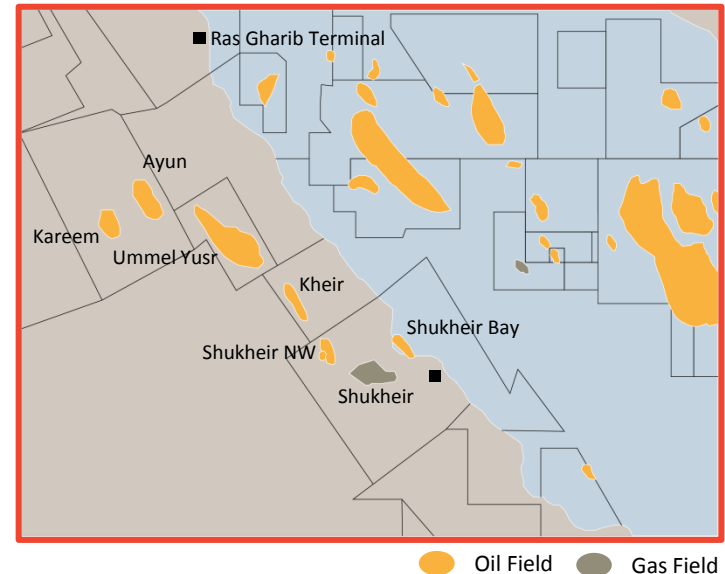 Ras Gharib Terminal
Ayun
Kareem
Ummel Yusr
Kheir
Shukheir Bay
Shukheir NW
Shukheir
Oil Field
Gas Field